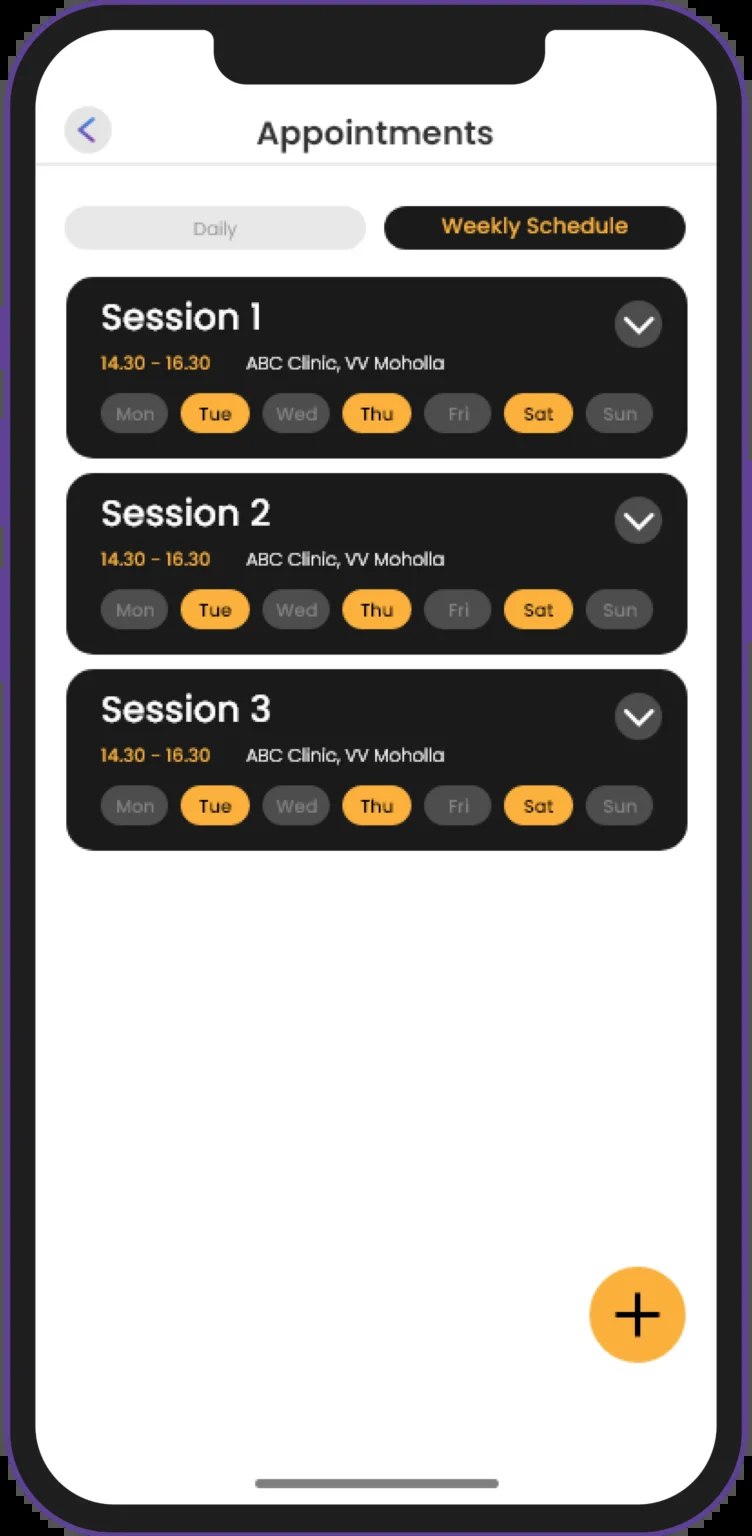 Appointments
Daily
Weekly Schedule
Session 1
14.30 - 16.30 ABC Clinic, VV Moholla
Mon Tue Wed Thu Fri Sat Sun
Session 2
14.30 - 16.30 ABC Clinic, VV Moholla
Mon Tue Wed Thu Fri Sat Sun
Session 3
14.30 - 16.30 ABC Clinic, VV Moholla
Mon Tue Wed Thu Fri Sat Sun